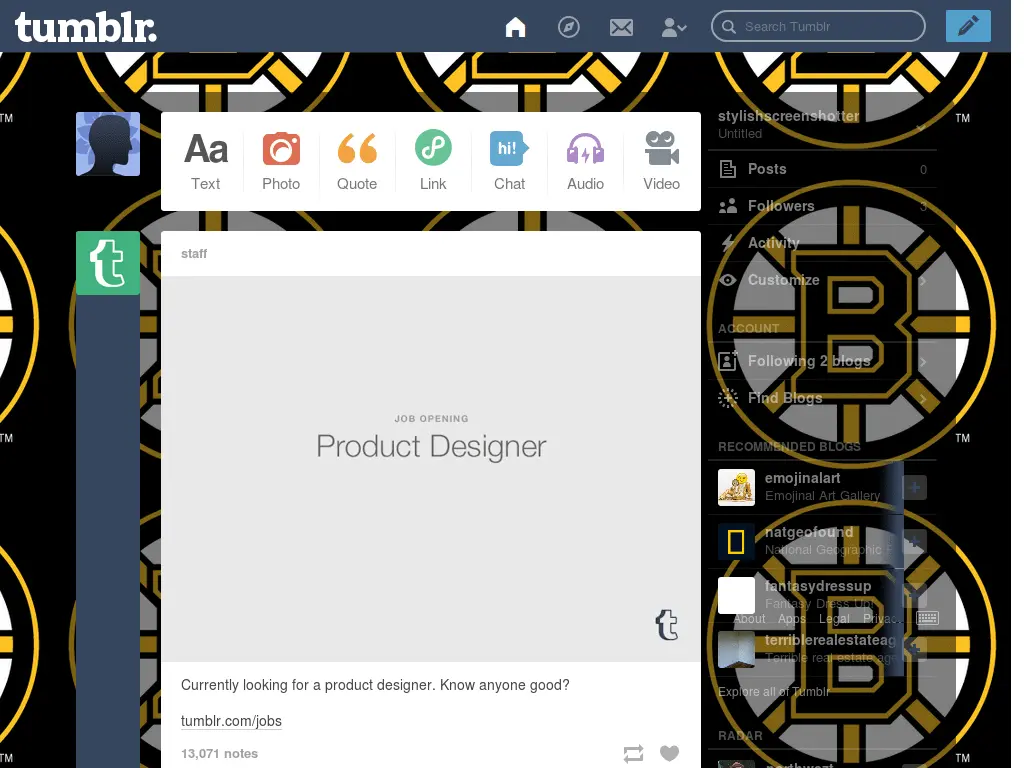 tumblr.
Search Tumblr
Aa
hi!
Text
Photo
Quote
Link
Chat
Audio
Video
stylishscreenshotter
Untitled
Posts 0
Followers 3
Activity
Customize
ACCOUNT
Following 2 blogs
Find Blogs
RECOMMENDED BLOGS
emojinalart
Emojinal Art Gallery
natgeofound
National Geographic
fantasydressup
Fantasy Dress Up!
About Apps Legal Privac
terriblerealestateag
Terrible real estate age
Explore all of Tumblr
RADAR
northwozt
staff
JOB OPENING
Product Designer
t
Currently looking for a product designer. Know anyone good?
tumblr.com/jobs
13,071 notes
B
B
B
TM
TM
TM
TM
TM
TM